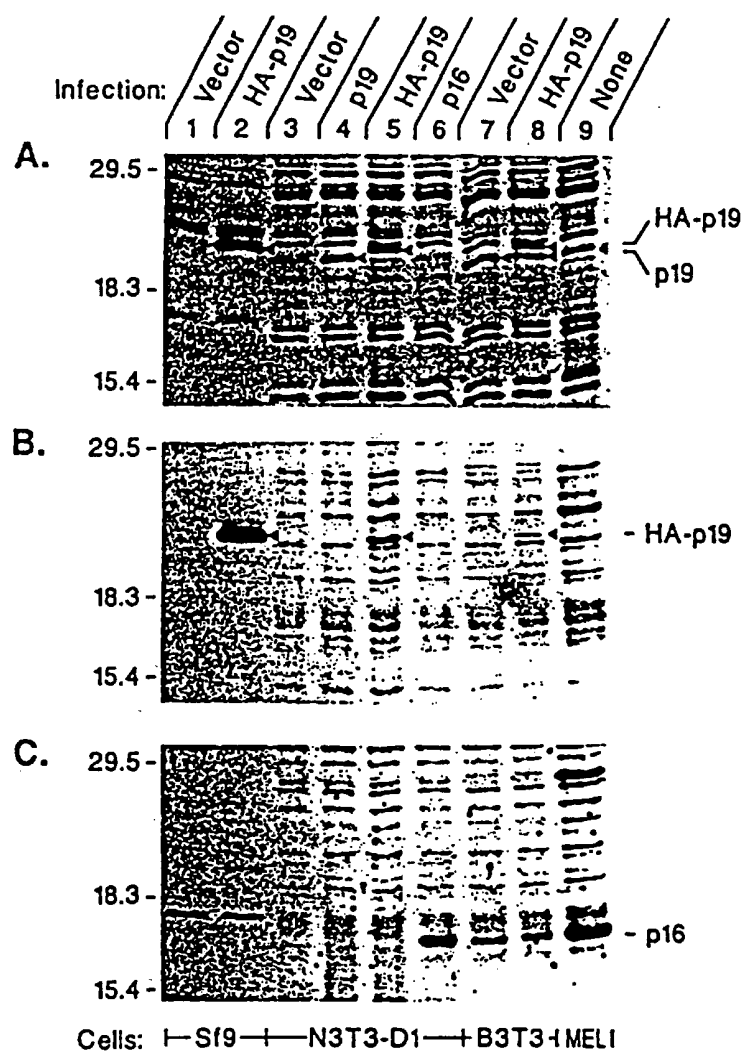 Infection: Vector HA-p19 Vector p19 HA-p19 p16 Vector HA-p19 None
1 2 3 4 5 6 7 8 9
A.
29.5 -
HA-p19
p19
18.3 -
15.4 -
B.
29.5 -
- HA-p19
18.3 -
15.4 -
C.
29.5 -
18.3 -
- p16
15.4 -
Cells: Sf9 N3T3-D1 B3T3 MEL